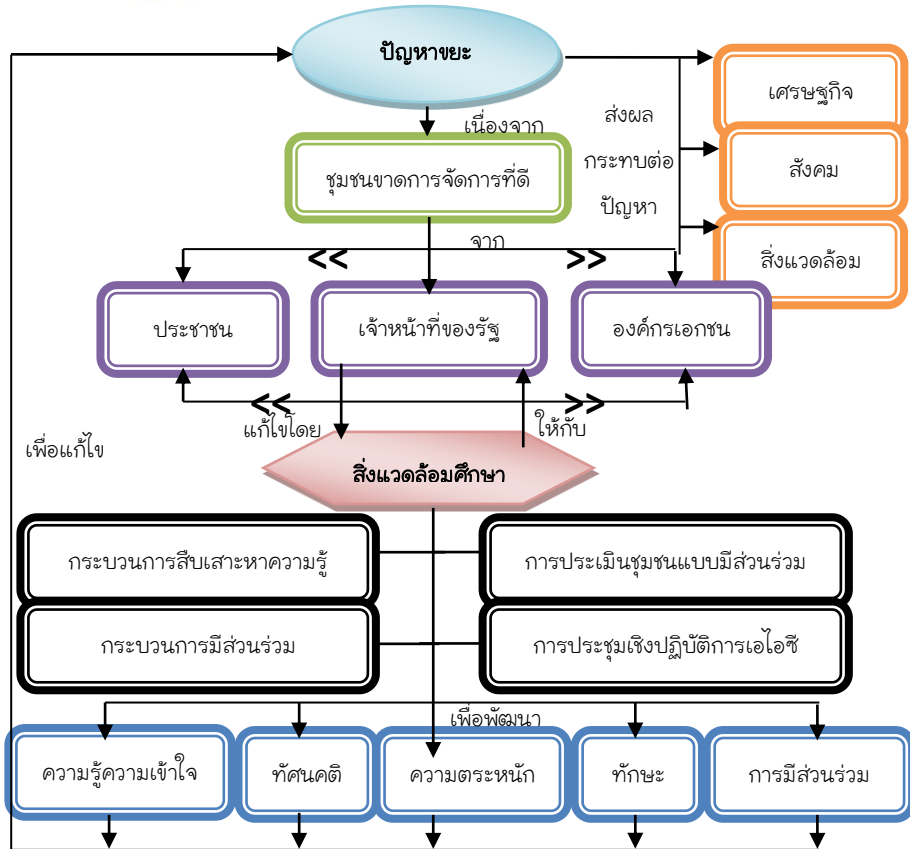 ปัญหาขยะ
เศรษฐกิจ
เนื่องจาก
ส่งผล
กระทบต่อ
ปัญหา
ชุมชนขาดการจัดการที่ดี
สังคม
จาก
สิ่งแวดล้อม
<< >>
ประชาชน
เจ้าหน้าที่ของรัฐ
องค์กรเอกชน
<< >>
แก้ไขโดย
ให้กับ
เพื่อแก้ไข
สิ่งแวดล้อมศึกษา
กระบวนการสืบเสาะหาความรู้
การประเมินชุมชนแบบมีส่วนร่วม
กระบวนการมีส่วนร่วม
การประชุมเชิงปฏิบัติการเอไอซี
เพื่อพัฒนา
ความรู้ความเข้าใจ
ทัศนคติ
ความตระหนัก
ทักษะ
การมีส่วนร่วม